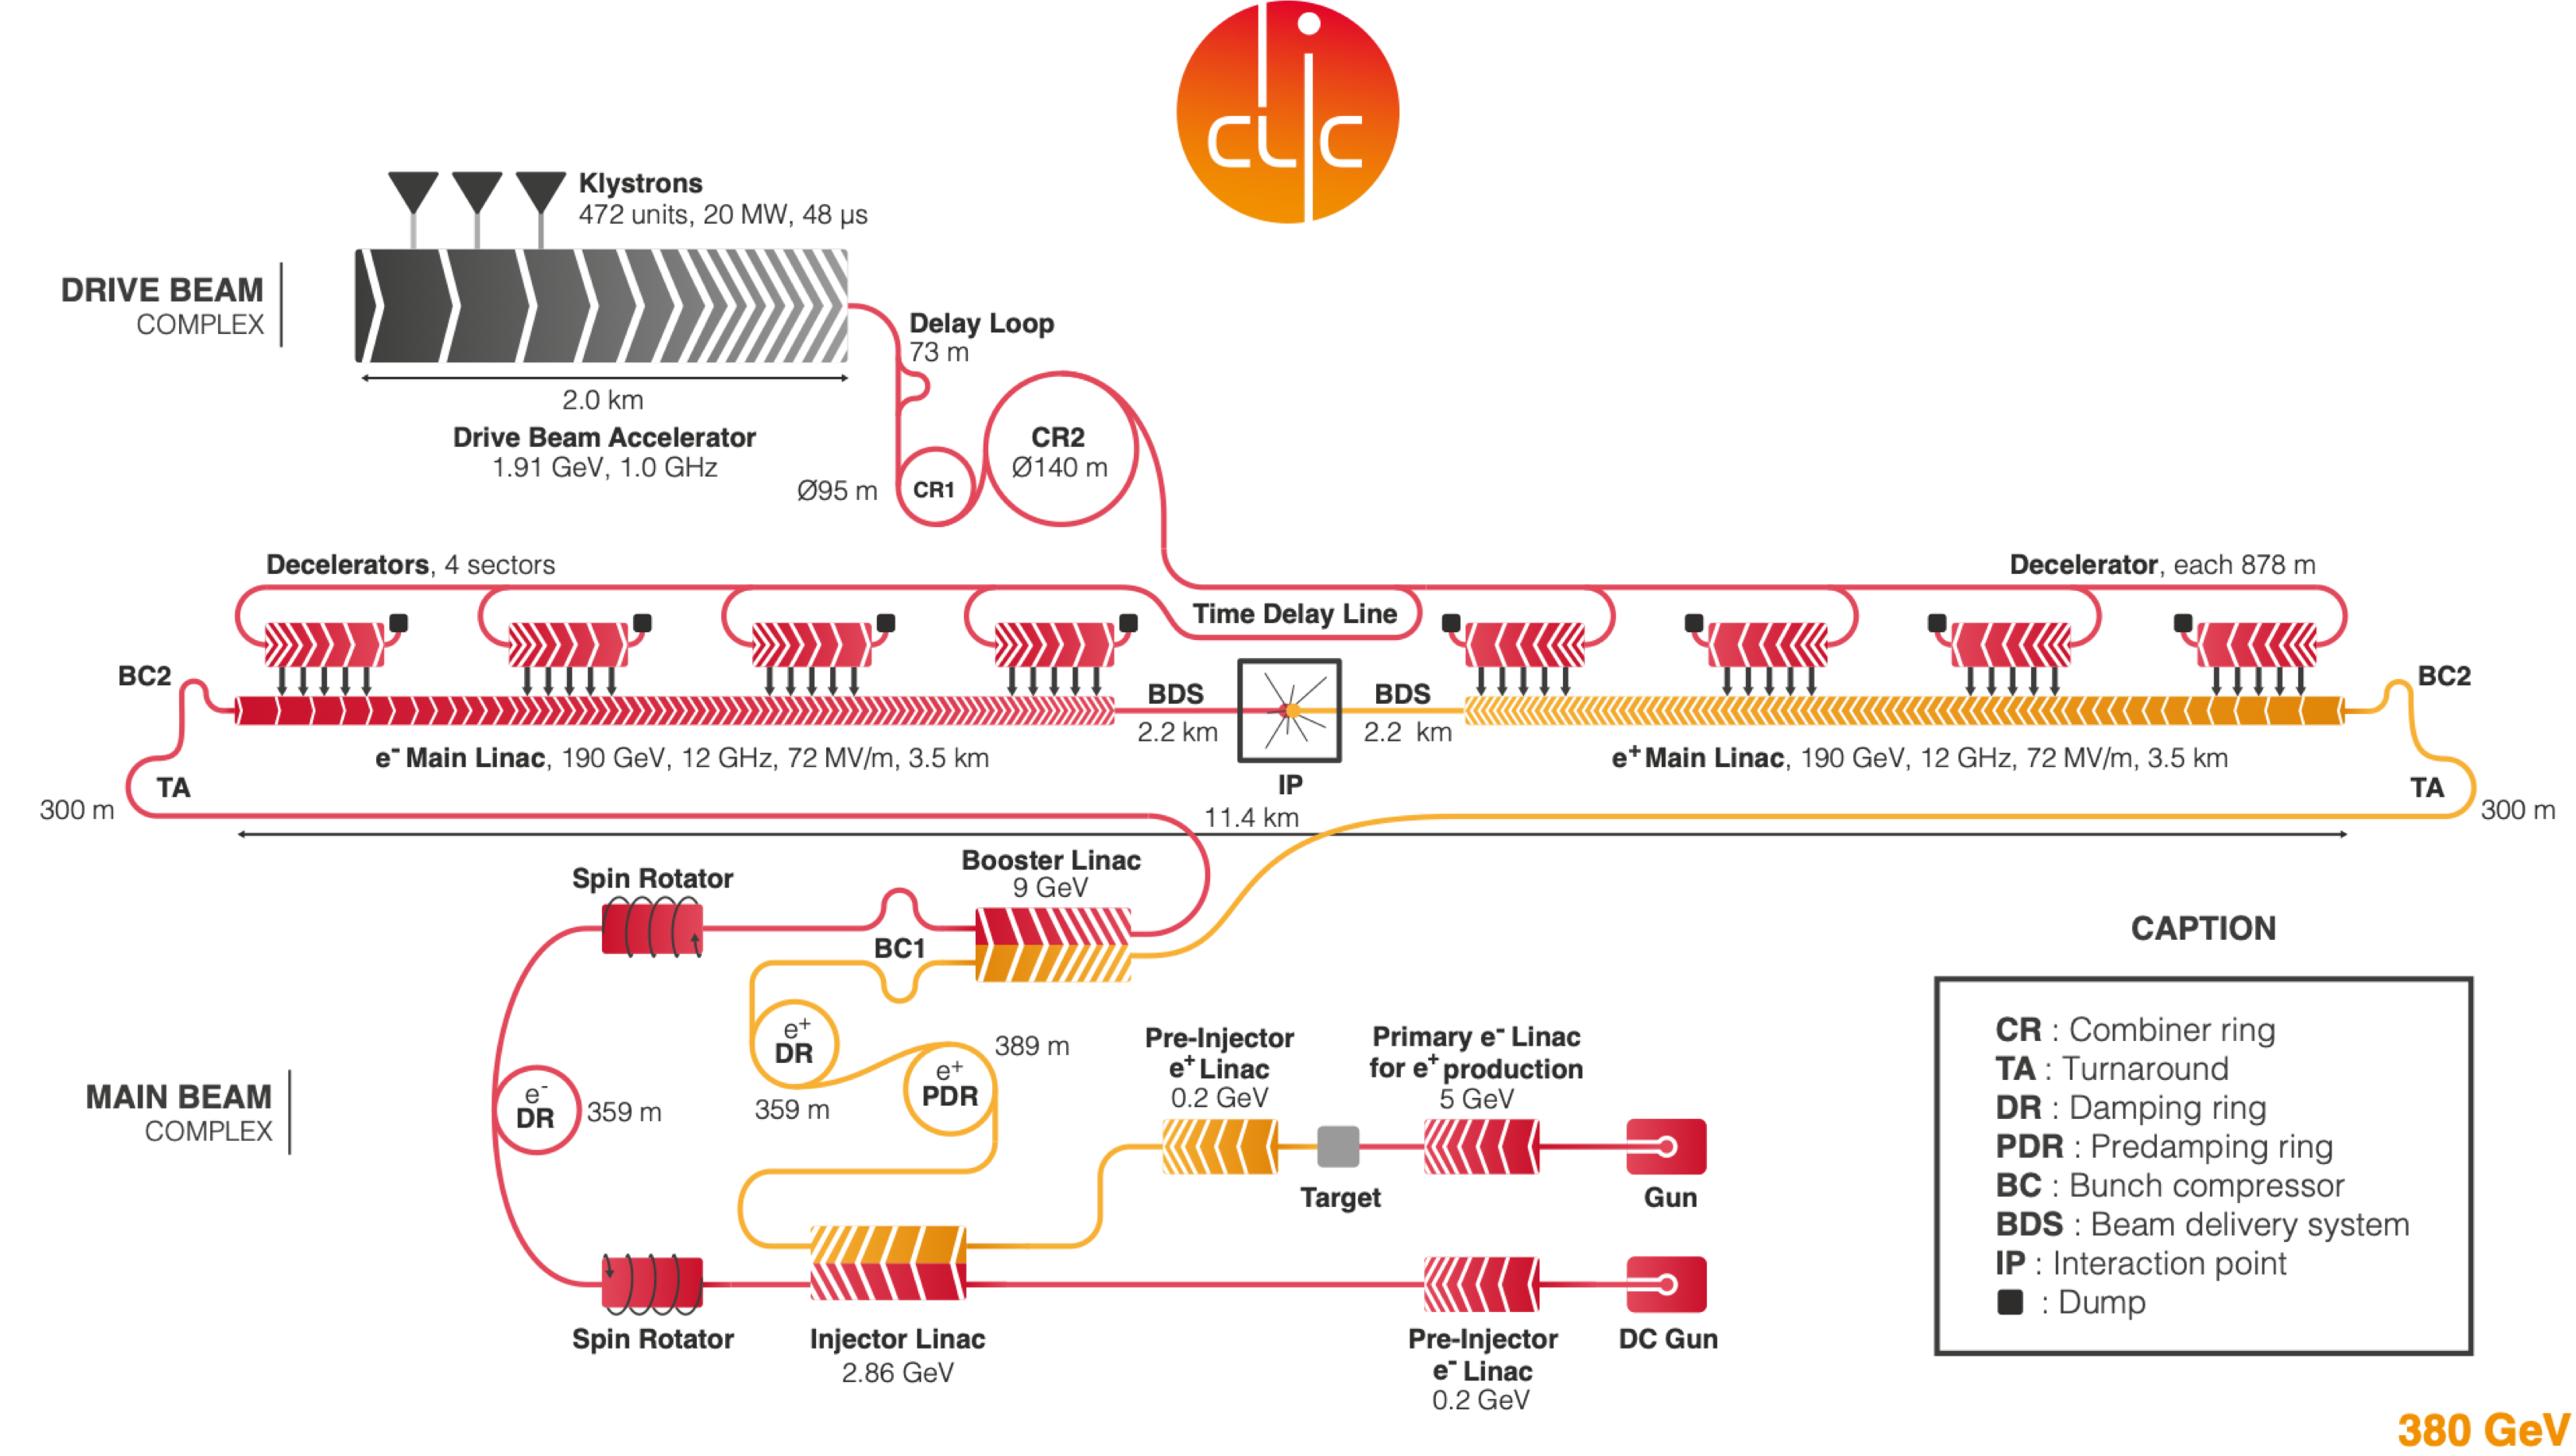 clic
Klystrons
472 units, 20 MW, 48 µs
DRIVE BEAM
COMPLEX
Delay Loop
73 m
2.0 km
Drive Beam Accelerator
1.91 GeV, 1.0 GHz
CR2
Ø140 m
Ø95 m
CR1
Decelerators, 4 sectors
Decelerator, each 878 m
Time Delay Line
BC2
BDS
2.2 km
BDS
2.2 km
BC2
e⁻ Main Linac, 190 GeV, 12 GHz, 72 MV/m, 3.5 km
e⁺ Main Linac, 190 GeV, 12 GHz, 72 MV/m, 3.5 km
IP
TA
300 m
TA
300 m
11.4 km
Booster Linac
9 GeV
Spin Rotator
BC1
MAIN BEAM
COMPLEX
e⁻
DR
359 m
e⁺
DR
359 m
e⁺
PDR
389 m
Pre-Injector
e⁺ Linac
0.2 GeV
Primary e⁻ Linac
for e⁺ production
5 GeV
Target
Gun
Spin Rotator
Injector Linac
2.86 GeV
Pre-Injector
e⁻ Linac
0.2 GeV
DC Gun
CAPTION
CR : Combiner ring
TA : Turnaround
DR : Damping ring
PDR : Predamping ring
BC : Bunch compressor
BDS : Beam delivery system
IP : Interaction point
: Dump
380 GeV